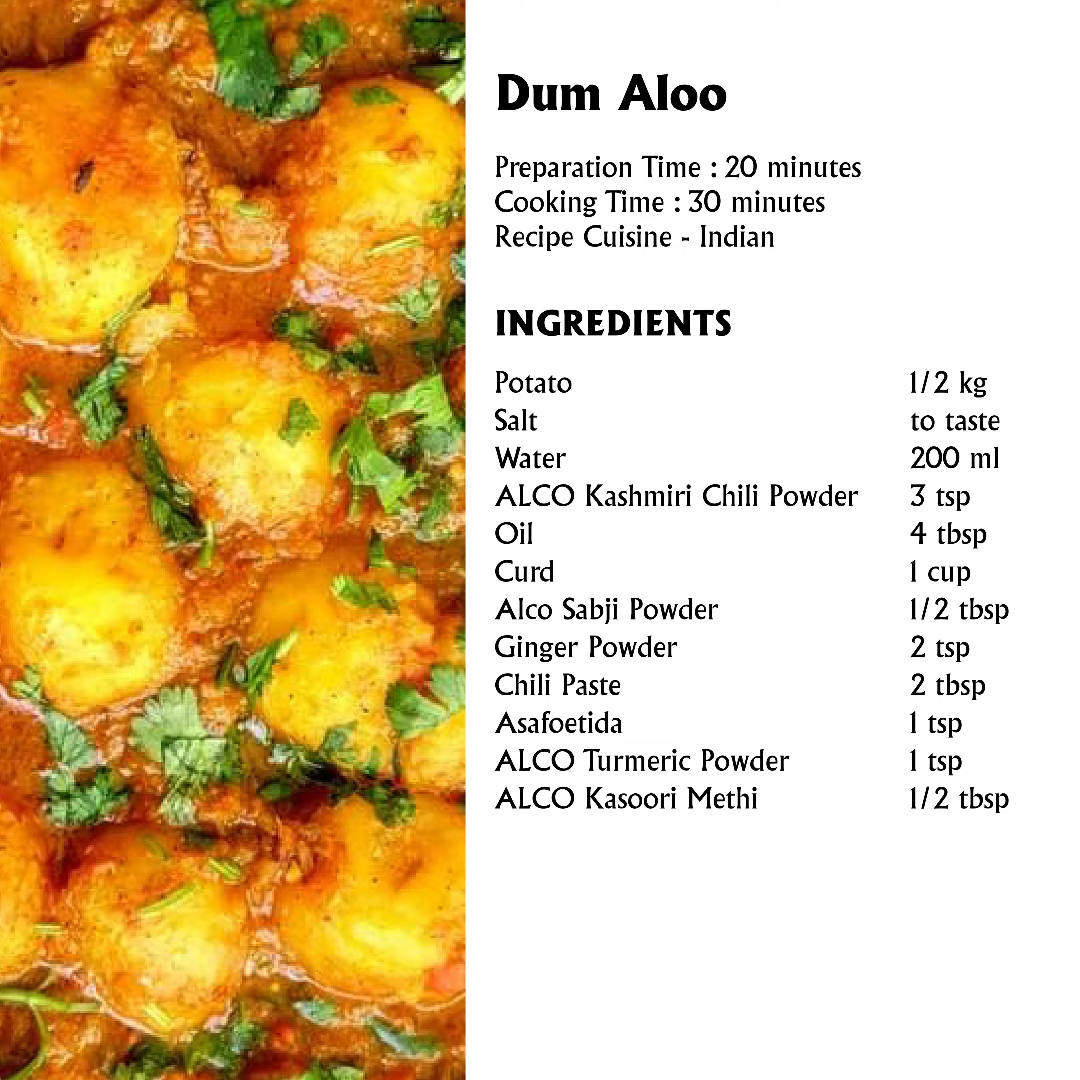 Dum Aloo
Preparation Time : 20 minutes
Cooking Time : 30 minutes
Recipe Cuisine - Indian
INGREDIENTS
Potato 1/2 kg
Salt to taste
Water 200 ml
ALCO Kashmiri Chili Powder 3 tsp
Oil 4 tbsp
Curd 1 cup
Alco Sabji Powder 1/2 tbsp
Ginger Powder 2 tsp
Chili Paste 2 tbsp
Asafoetida 1 tsp
ALCO Turmeric Powder 1 tsp
ALCO Kasoori Methi 1/2 tbsp